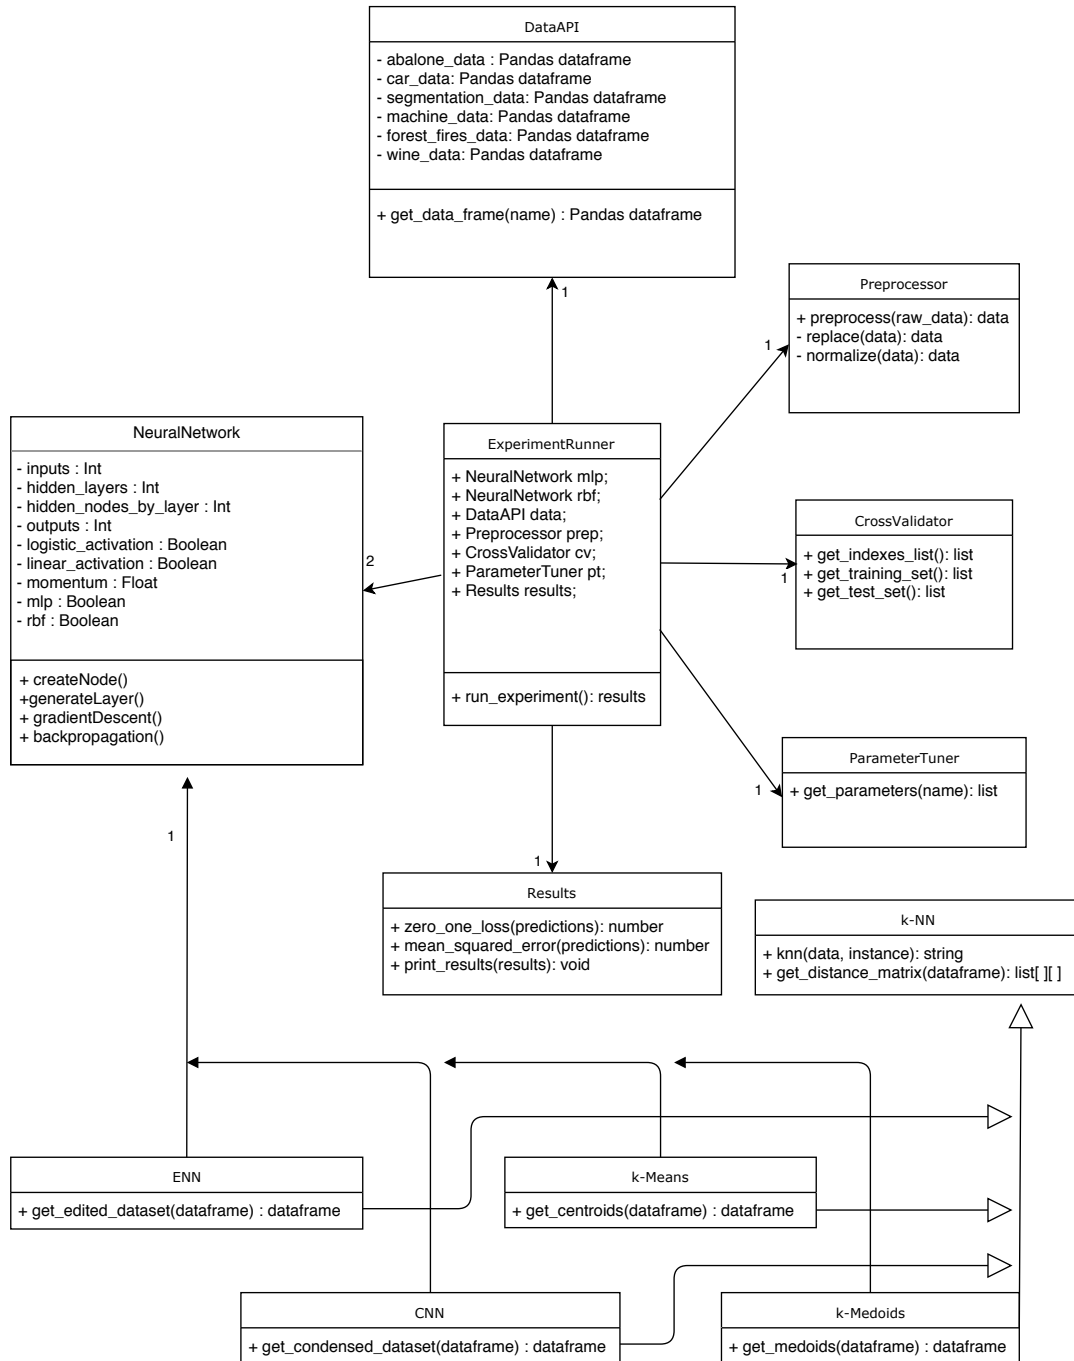 DataAPI
- abalone_data : Pandas dataframe
- car_data: Pandas dataframe
- segmentation_data: Pandas dataframe
- machine_data: Pandas dataframe
- forest_fires_data: Pandas dataframe
- wine_data: Pandas dataframe
+ get_data_frame(name) : Pandas dataframe
1
Preprocessor
+ preprocess(raw_data): data
- replace(data): data
- normalize(data): data
1
NeuralNetwork
- inputs : Int
- hidden_layers : Int
- hidden_nodes_by_layer : Int
- outputs : Int
- logistic_activation : Boolean
- linear_activation : Boolean
- momentum : Float
- mlp : Boolean
- rbf : Boolean
+ createNode()
+generateLayer()
+ gradientDescent()
+ backpropagation()
2
ExperimentRunner
+ NeuralNetwork mlp;
+ NeuralNetwork rbf;
+ DataAPI data;
+ Preprocessor prep;
+ CrossValidator cv;
+ ParameterTuner pt;
+ Results results;
+ run_experiment(): results
CrossValidator
+ get_indexes_list(): list
+ get_training_set(): list
+ get_test_set(): list
1
ParameterTuner
+ get_parameters(name): list
1
1
1
Results
+ zero_one_loss(predictions): number
+ mean_squared_error(predictions): number
+ print_results(results): void
k-NN
+ knn(data, instance): string
+ get_distance_matrix(dataframe): list[ ][ ]
ENN
+ get_edited_dataset(dataframe) : dataframe
k-Means
+ get_centroids(dataframe) : dataframe
CNN
+ get_condensed_dataset(dataframe) : dataframe
k-Medoids
+ get_medoids(dataframe) : dataframe